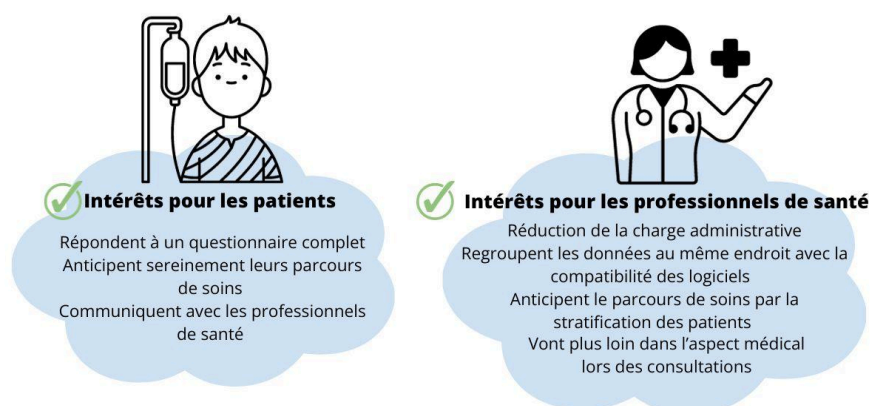 Intérêts pour les patients
Répondent à un questionnaire complet
Anticipent sereinement leurs parcours
de soins
Communiquent avec les professionnels
de santé
Intérêts pour les professionnels de santé
Réduction de la charge administrative
Regroupent les données au même endroit avec la
compatibilité des logiciels
Anticipent le parcours de soins par la
stratification des patients
Vont plus loin dans l’aspect médical
lors des consultations